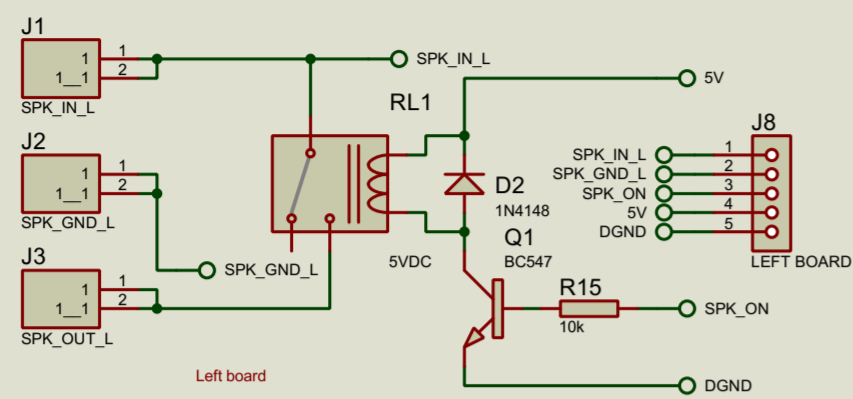 J1
1 1
1__1 2
SPK_IN_L
SPK_IN_L
J2
1 1
1__1 2
SPK_GND_L
SPK_GND_L
J3
1 1
1__1 2
SPK_OUT_L
RL1
5VDC
5V
D2
1N4148
Q1
BC547
R15
10k
SPK_ON
DGND
J8
SPK_IN_L 1
SPK_GND_L 2
SPK_ON 3
5V 4
DGND 5
LEFT BOARD
Left board